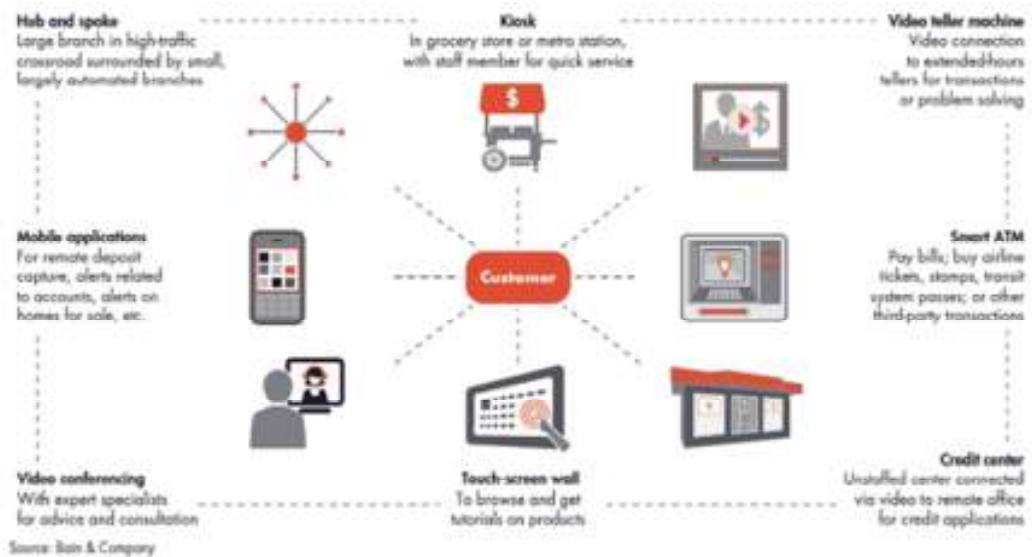 Hub and spoke
Large branch in high-traffic
crossroad surrounded by small,
largely automated branches
Kiosk
In grocery store or metro station,
with staff member for quick service
$
Video teller machine
Video connection
to extended-hours
tellers for transactions
or problem solving
Mobile applications
For remote deposit
capture, alerts related
to accounts, alerts on
homes for sale, etc.
Customer
Smart ATM
Pay bills; buy airline
tickets, stamps, transit
system passes; or other
third-party transactions
Video conferencing
With expert specialists
for advice and consultation
Touch-screen wall
To browse and get
tutorials on products
Credit center
Unstaffed center connected
via video to remote office
for credit applications
Source: Bain & Company